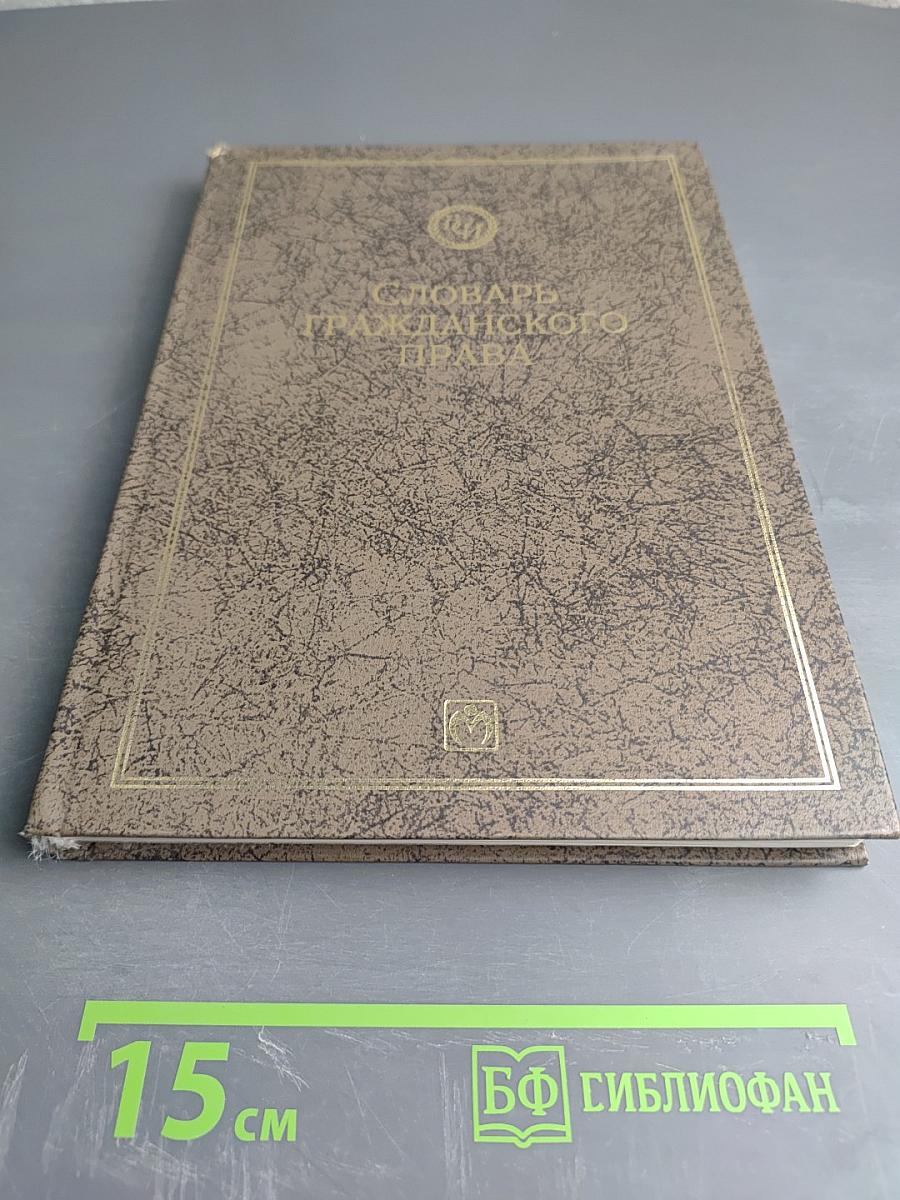 СЛОВАРЬ
ГРАЖДАНСКОГО
ПРАВА
15 см
БФ БИБЛИОФАН